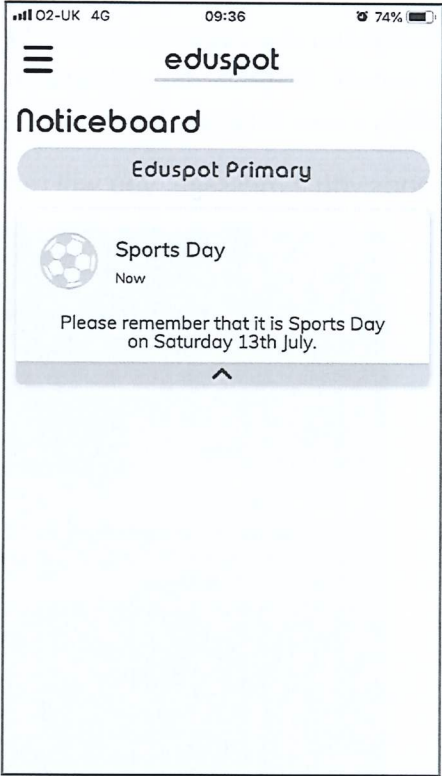 O2-UK 4G 09:36 74%
eduspot
Noticeboard
Eduspot Primary
Sports Day
Now
Please remember that it is Sports Day
on Saturday 13th July.